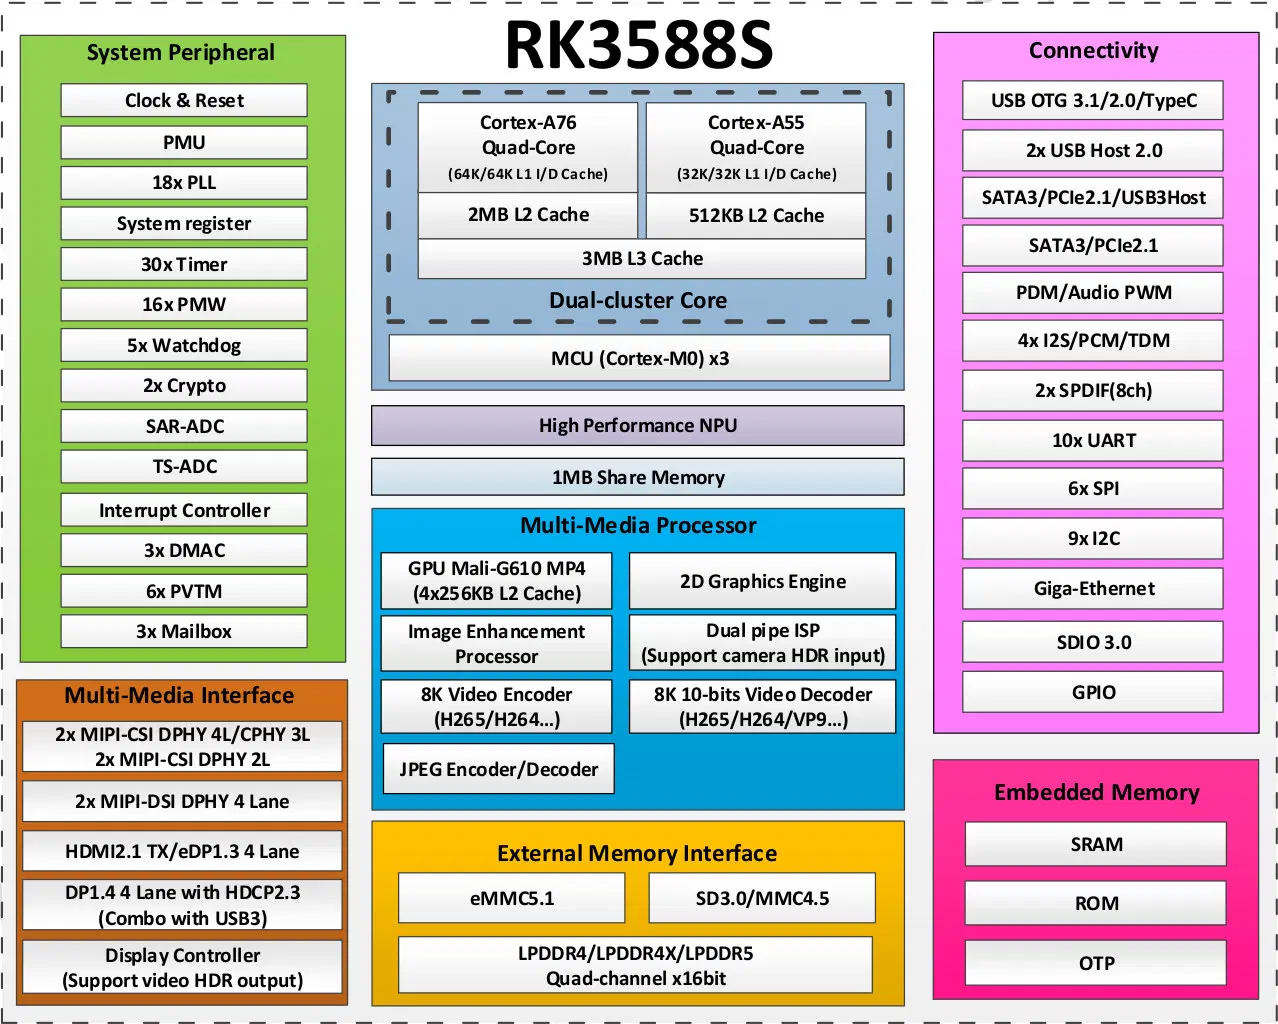 RK3588S
System Peripheral
Clock & Reset
PMU
18x PLL
System register
30x Timer
16x PMW
5x Watchdog
2x Crypto
SAR-ADC
TS-ADC
Interrupt Controller
3x DMAC
6x PVTM
3x Mailbox
Multi-Media Interface
2x MIPI-CSI DPHY 4L/CPHY 3L
2x MIPI-CSI DPHY 2L
2x MIPI-DSI DPHY 4 Lane
HDMI2.1 TX/eDP1.3 4 Lane
DP1.4 4 Lane with HDCP2.3
(Combo with USB3)
Display Controller
(Support video HDR output)
Cortex-A76
Quad-Core
(64K/64K L1 I/D Cache)
2MB L2 Cache
Cortex-A55
Quad-Core
(32K/32K L1 I/D Cache)
512KB L2 Cache
3MB L3 Cache
Dual-cluster Core
MCU (Cortex-M0) x3
High Performance NPU
1MB Share Memory
Multi-Media Processor
GPU Mali-G610 MP4
(4x256KB L2 Cache)
2D Graphics Engine
Image Enhancement
Processor
Dual pipe ISP
(Support camera HDR input)
8K Video Encoder
(H265/H264...)
8K 10-bits Video Decoder
(H265/H264/VP9...)
JPEG Encoder/Decoder
External Memory Interface
eMMC5.1
SD3.0/MMC4.5
LPDDR4/LPDDR4X/LPDDR5
Quad-channel x16bit
Connectivity
USB OTG 3.1/2.0/TypeC
2x USB Host 2.0
SATA3/PCIe2.1/USB3Host
SATA3/PCIe2.1
PDM/Audio PWM
4x I2S/PCM/TDM
2x SPDIF(8ch)
10x UART
6x SPI
9x I2C
Giga-Ethernet
SDIO 3.0
GPIO
Embedded Memory
SRAM
ROM
OTP